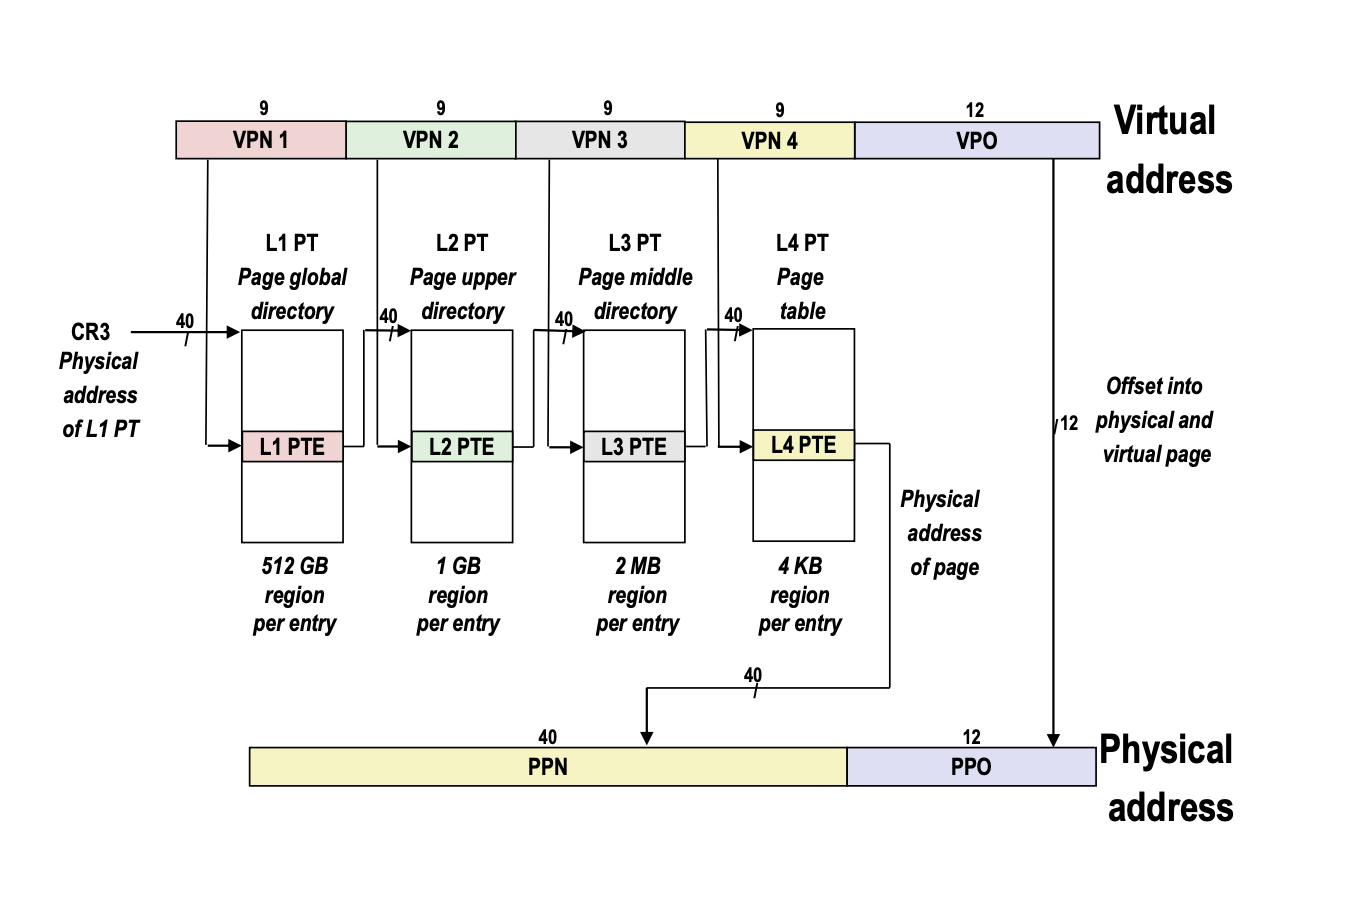 9
9
9
9
12
VPN 1
VPN 2
VPN 3
VPN 4
VPO
Virtual
address
L1 PT
Page global
directory
L2 PT
Page upper
directory
L3 PT
Page middle
directory
L4 PT
Page
table
CR3
Physical
address
of L1 PT
40
40
40
40
L1 PTE
L2 PTE
L3 PTE
L4 PTE
12
Offset into
physical and
virtual page
512 GB
region
per entry
1 GB
region
per entry
2 MB
region
per entry
4 KB
region
per entry
Physical
address
of page
40
40
12
PPN
PPO
Physical
address